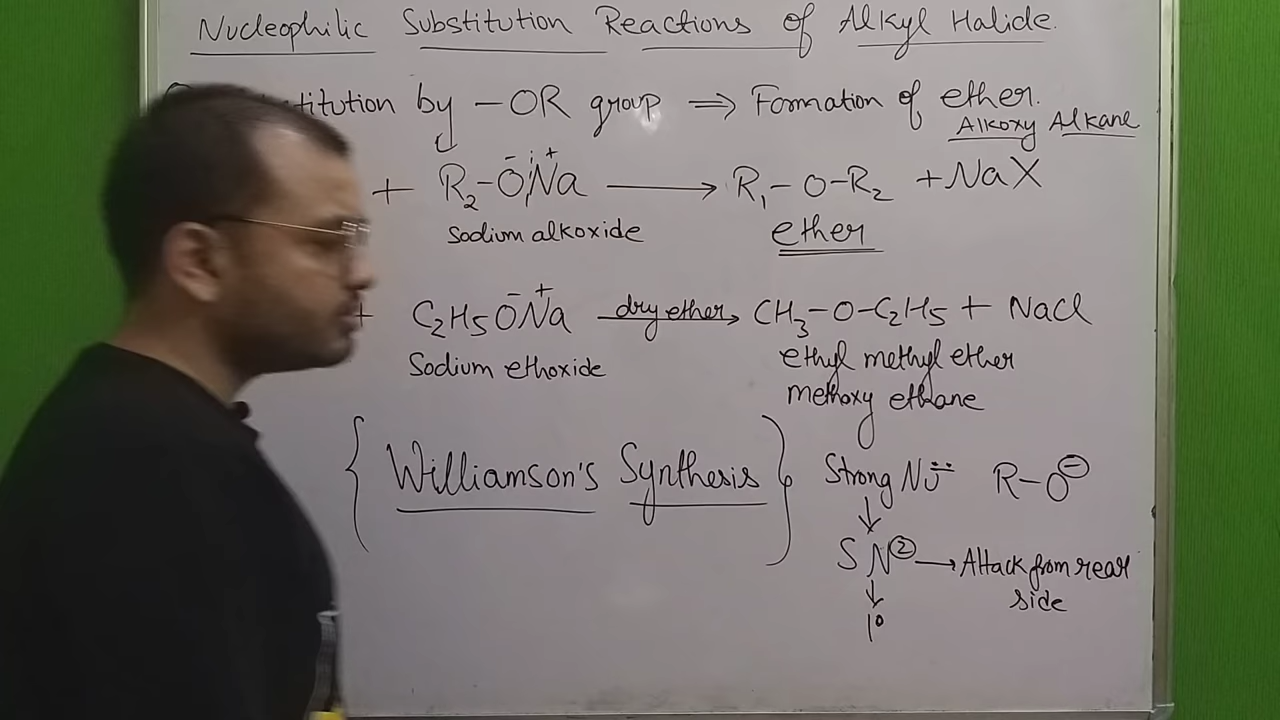 Nucleophilic Substitution Reactions of Alkyl Halide.
by -OR group ⇒ Formation of ether.
Alkoxy Alkane
+ R₂-O⁻Na⁺ ⟶ R₁-O-R₂ + NaX
Sodium alkoxide ether
+ C₂H₅O⁻Na⁺ dry ether⟶ CH₃-O-C₂H₅ + NaCl
Sodium ethoxide ethyl methyl ether
methoxy ethane
{ Williamson's Synthesis } Strong Nu⁻ R-O⁻
↓
SN② ⟶ Attack from rear
side
↓
1°